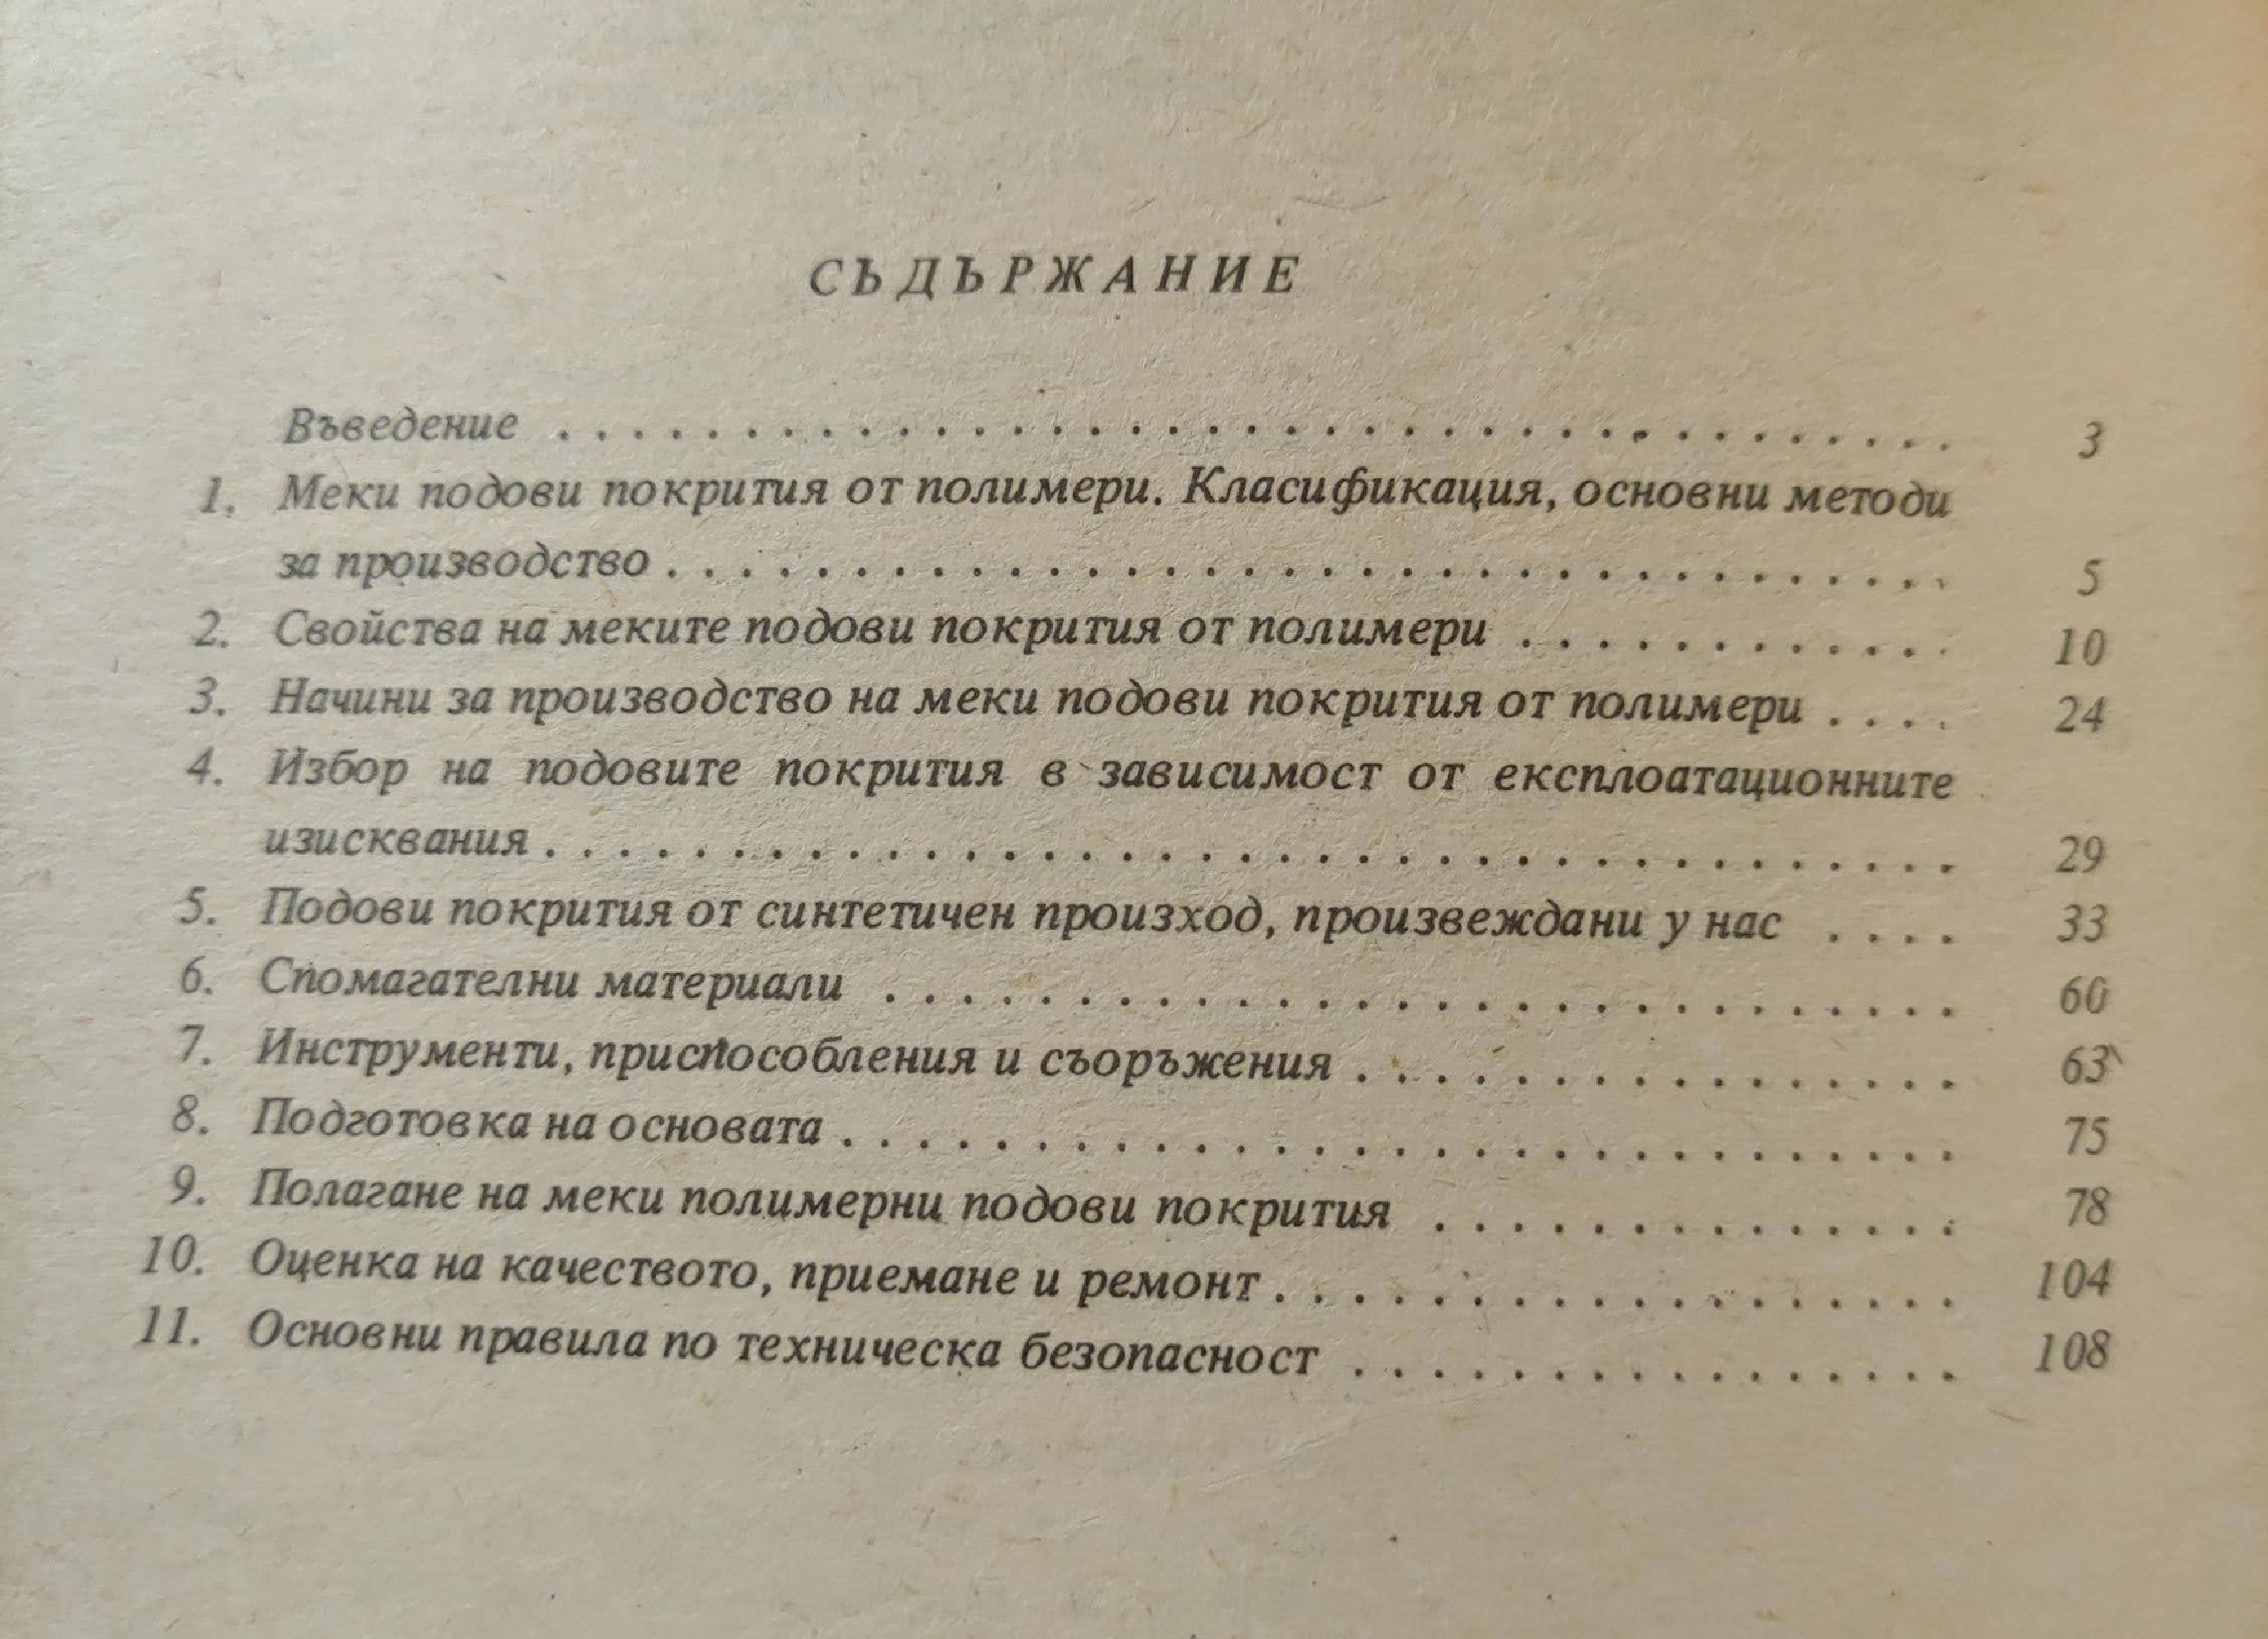 СЪДЪРЖАНИЕ
Въведение . . . . . . . . . . . . . . . . . . . . . . . . . . . . . . . . . . . 3
1. Меки подови покрития от полимери. Класификация, основни методи
за производство . . . . . . . . . . . . . . . . . . . . . . . . . . . . . . . . . 5
2. Свойства на меките подови покрития от полимери . . . . . . . . . . . . 10
3. Начини за производство на меки подови покрития от полимери . . . . 24
4. Избор на подовите покрития в зависимост от експлоатационните
изисквания . . . . . . . . . . . . . . . . . . . . . . . . . . . . . . . . . . . . 29
5. Подови покрития от синтетичен произход, произвеждани у нас . . . . 33
6. Спомагателни материали . . . . . . . . . . . . . . . . . . . . . . . . . . . . 60
7. Инструменти, приспособления и съоръжения . . . . . . . . . . . . . . . . 63
8. Подготовка на основата . . . . . . . . . . . . . . . . . . . . . . . . . . . . . 75
9. Полагане на меки полимерни подови покрития . . . . . . . . . . . . . . 78
10. Оценка на качеството, приемане и ремонт . . . . . . . . . . . . . . . . . . 104
11. Основни правила по техническа безопасност . . . . . . . . . . . . . . . . 108